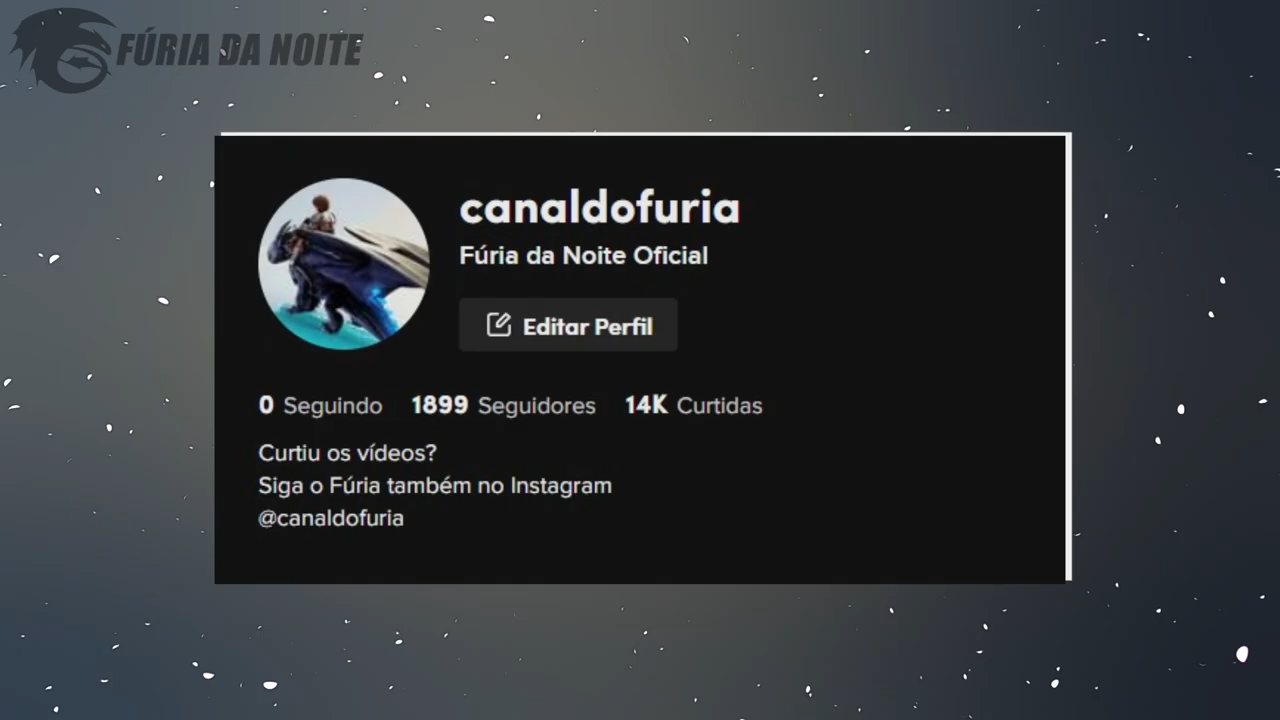 FÚRIA DA NOITE
canaldofuria
Fúria da Noite Oficial
Editar Perfil
0 Seguindo 1899 Seguidores 14K Curtidas
Curtiu os vídeos?
Siga o Fúria também no Instagram
@canaldofuria